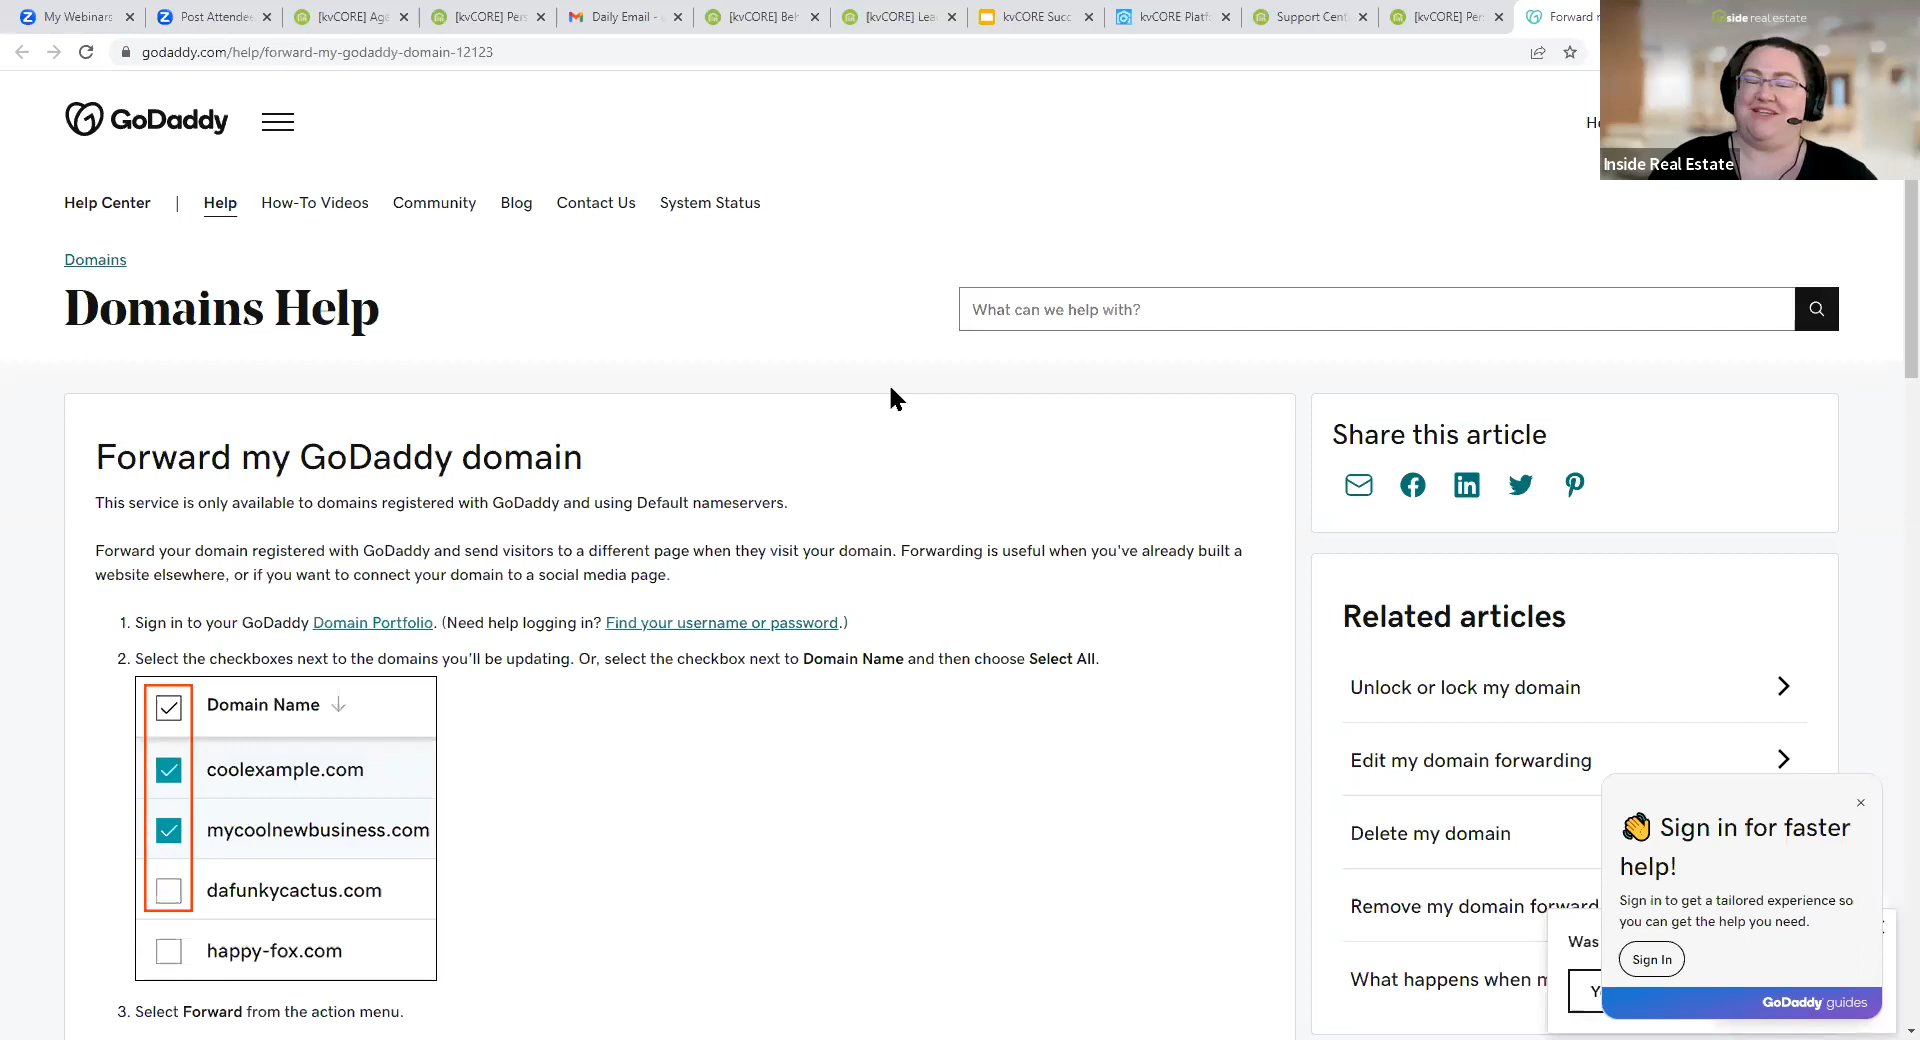 My Webinars
Post Attendee
[kvCORE] Age
[kvCORE] Pers
Daily Email -
[kvCORE] Beh
[kvCORE] Lea
kvCORE Succ
kvCORE Platf
Support Cent
[kvCORE] Per
Forward
godaddy.com/help/forward-my-godaddy-domain-12123
inside real estate
Inside Real Estate
GoDaddy
Help Center | Help How-To Videos Community Blog Contact Us System Status
Domains
Domains Help
What can we help with?
Forward my GoDaddy domain
This service is only available to domains registered with GoDaddy and using Default nameservers.
Forward your domain registered with GoDaddy and send visitors to a different page when they visit your domain. Forwarding is useful when you've already built a
website elsewhere, or if you want to connect your domain to a social media page.
1. Sign in to your GoDaddy Domain Portfolio. (Need help logging in? Find your username or password.)
2. Select the checkboxes next to the domains you'll be updating. Or, select the checkbox next to Domain Name and then choose Select All.
Domain Name
coolexample.com
mycoolnewbusiness.com
dafunkycactus.com
happy-fox.com
3. Select Forward from the action menu.
Share this article
Related articles
Unlock or lock my domain
Edit my domain forwarding
Delete my domain
Remove my domain forward
What happens when m
Was
👋 Sign in for faster
help!
Sign in to get a tailored experience so
you can get the help you need.
Sign In
GoDaddy guides